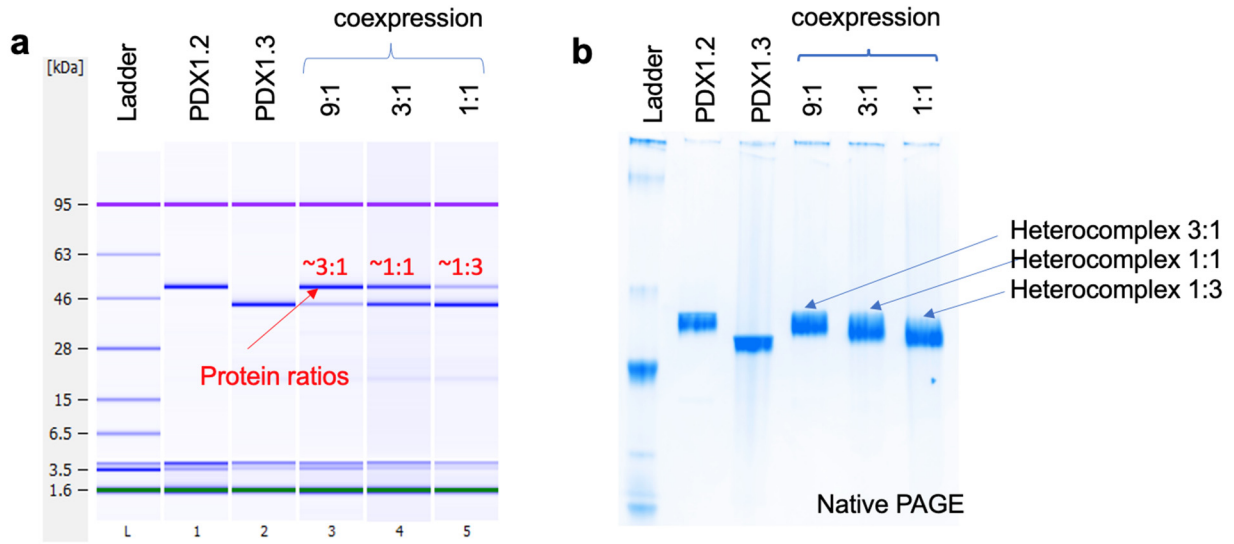 a
coexpression
[kDa]
Ladder
PDX1.2
PDX1.3
9:1
3:1
1:1
95
63
46
28
15
6.5
3.5
1.6
~3:1
~1:1
~1:3
Protein ratios
L
1
2
3
4
5
b
coexpression
Ladder
PDX1.2
PDX1.3
9:1
3:1
1:1
Heterocomplex 3:1
Heterocomplex 1:1
Heterocomplex 1:3
Native PAGE